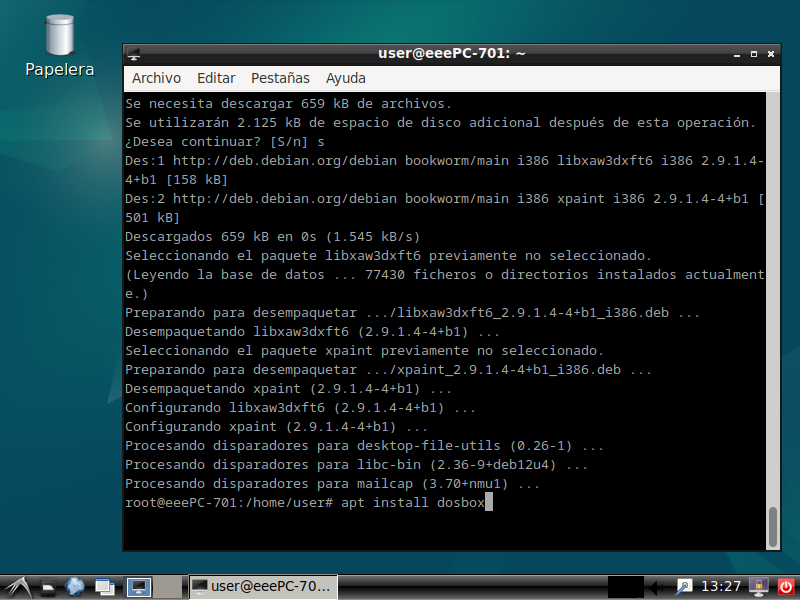 Papelera
user@eeePC-701: ~
Archivo Editar Pestañas Ayuda
Se necesita descargar 659 kB de archivos.
Se utilizarán 2.125 kB de espacio de disco adicional después de esta operación.
¿Desea continuar? [S/n] s
Des:1 http://deb.debian.org/debian bookworm/main i386 libxaw3dxft6 i386 2.9.1.4-
4+b1 [158 kB]
Des:2 http://deb.debian.org/debian bookworm/main i386 xpaint i386 2.9.1.4-4+b1 [
501 kB]
Descargados 659 kB en 0s (1.545 kB/s)
Seleccionando el paquete libxaw3dxft6 previamente no seleccionado.
(Leyendo la base de datos ... 77430 ficheros o directorios instalados actualment
e.)
Preparando para desempaquetar .../libxaw3dxft6_2.9.1.4-4+b1_i386.deb ...
Desempaquetando libxaw3dxft6 (2.9.1.4-4+b1) ...
Seleccionando el paquete xpaint previamente no seleccionado.
Preparando para desempaquetar .../xpaint_2.9.1.4-4+b1_i386.deb ...
Desempaquetando xpaint (2.9.1.4-4+b1) ...
Configurando libxaw3dxft6 (2.9.1.4-4+b1) ...
Configurando xpaint (2.9.1.4-4+b1) ...
Procesando disparadores para desktop-file-utils (0.26-1) ...
Procesando disparadores para libc-bin (2.36-9+deb12u4) ...
Procesando disparadores para mailcap (3.70+nmu1) ...
root@eeePC-701:/home/user# apt install dosbox
user@eeePC-70...
13:27